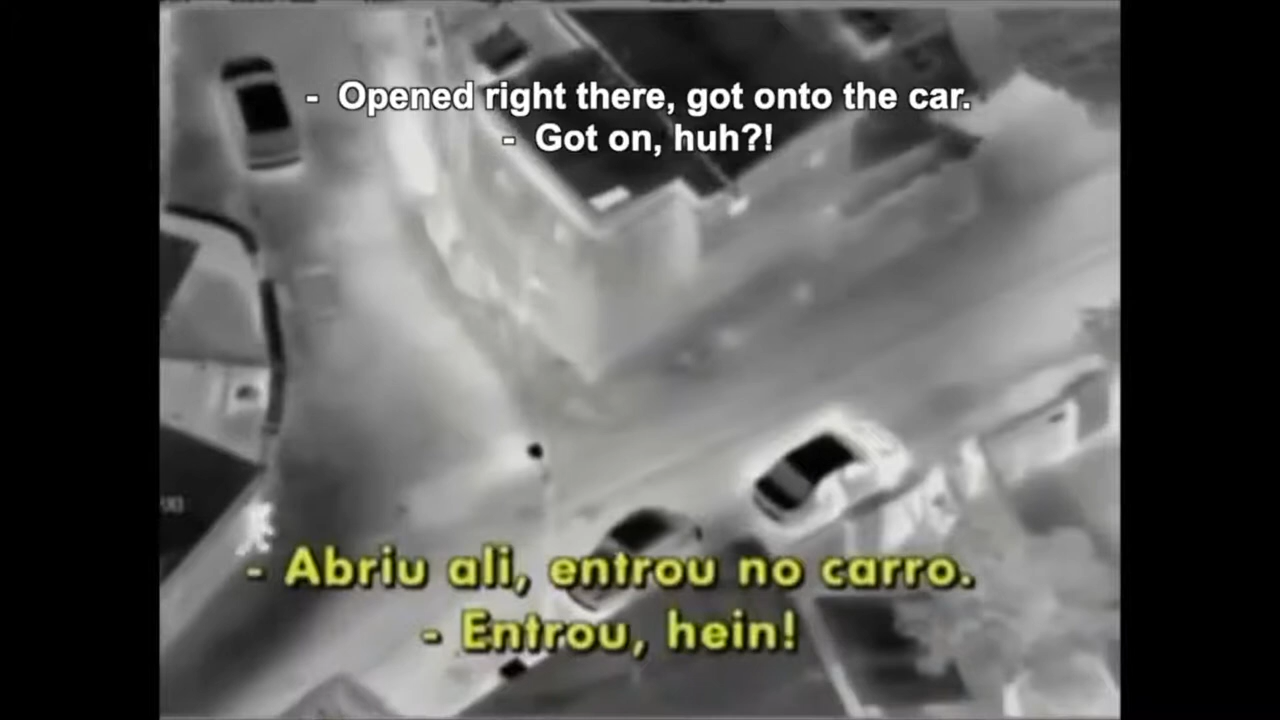 - Opened right there, got onto the car.
- Got on, huh?!
- Abriu ali, entrou no carro.
- Entrou, hein!